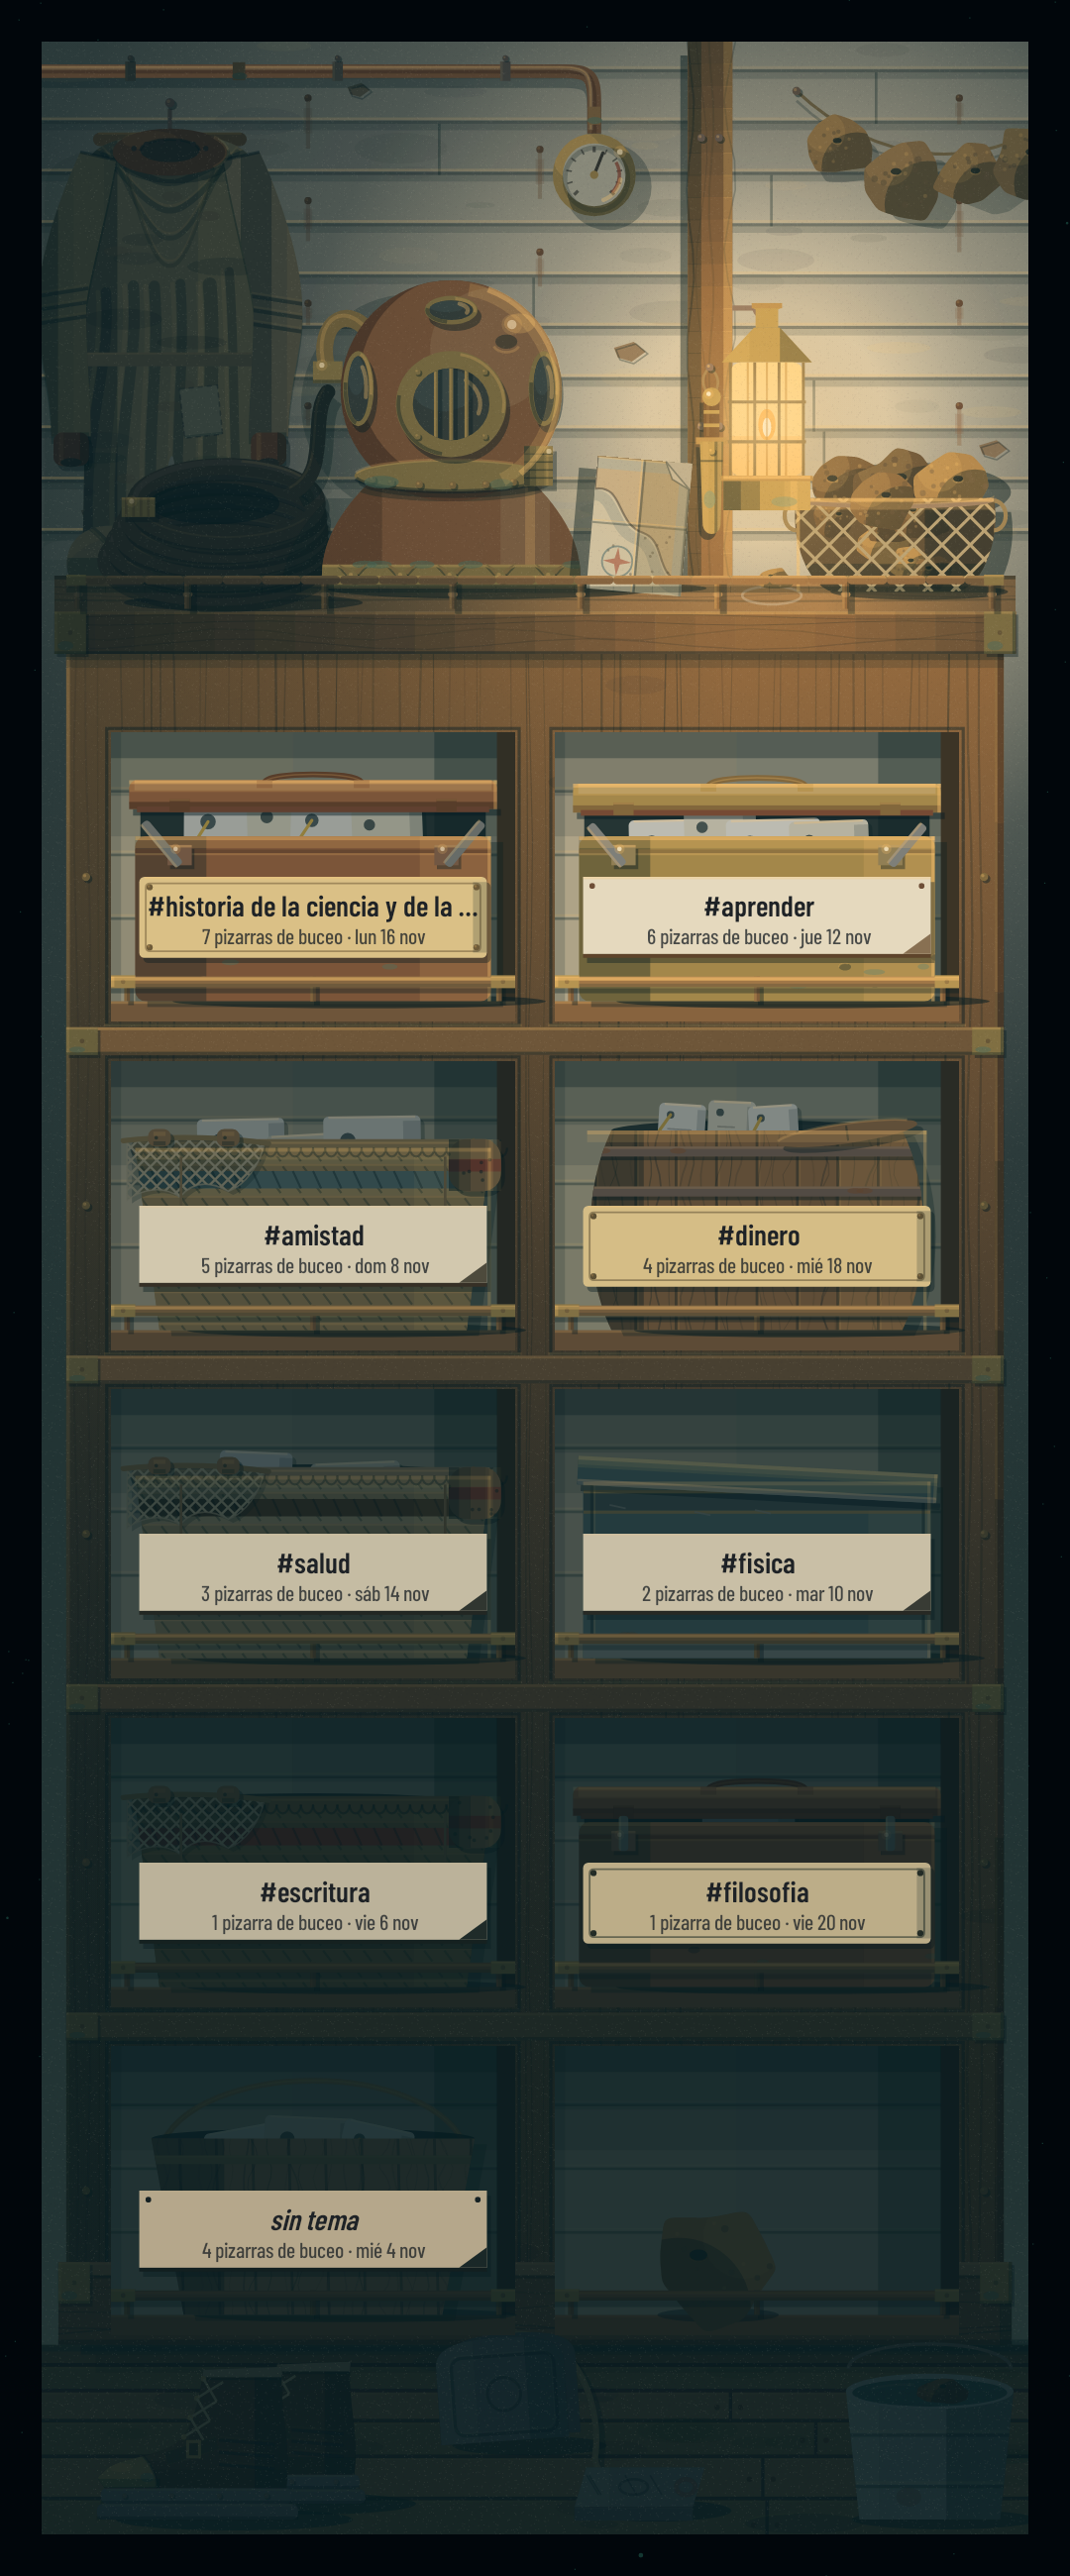 #historia de la ciencia y de la ...
7 pizarras de buceo · lun 16 nov
#aprender
6 pizarras de buceo · jue 12 nov
#amistad
5 pizarras de buceo · dom 8 nov
#dinero
4 pizarras de buceo · mié 18 nov
#salud
3 pizarras de buceo · sáb 14 nov
#fisica
2 pizarras de buceo · mar 10 nov
#escritura
1 pizarra de buceo · vie 6 nov
#filosofia
1 pizarra de buceo · vie 20 nov
sin tema
4 pizarras de buceo · mié 4 nov